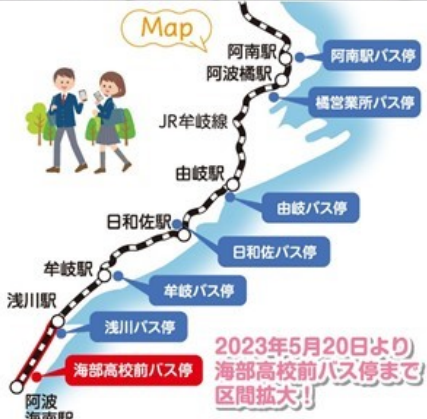 Map
阿南駅
阿南駅バス停
阿波橘駅
橘営業所バス停
JR牟岐線
由岐駅
由岐バス停
日和佐駅
日和佐バス停
牟岐駅
牟岐バス停
浅川駅
浅川バス停
2023年5月20日より
海部高校前バス停まで
区間拡大！
海部高校前バス停
阿波
海南駅